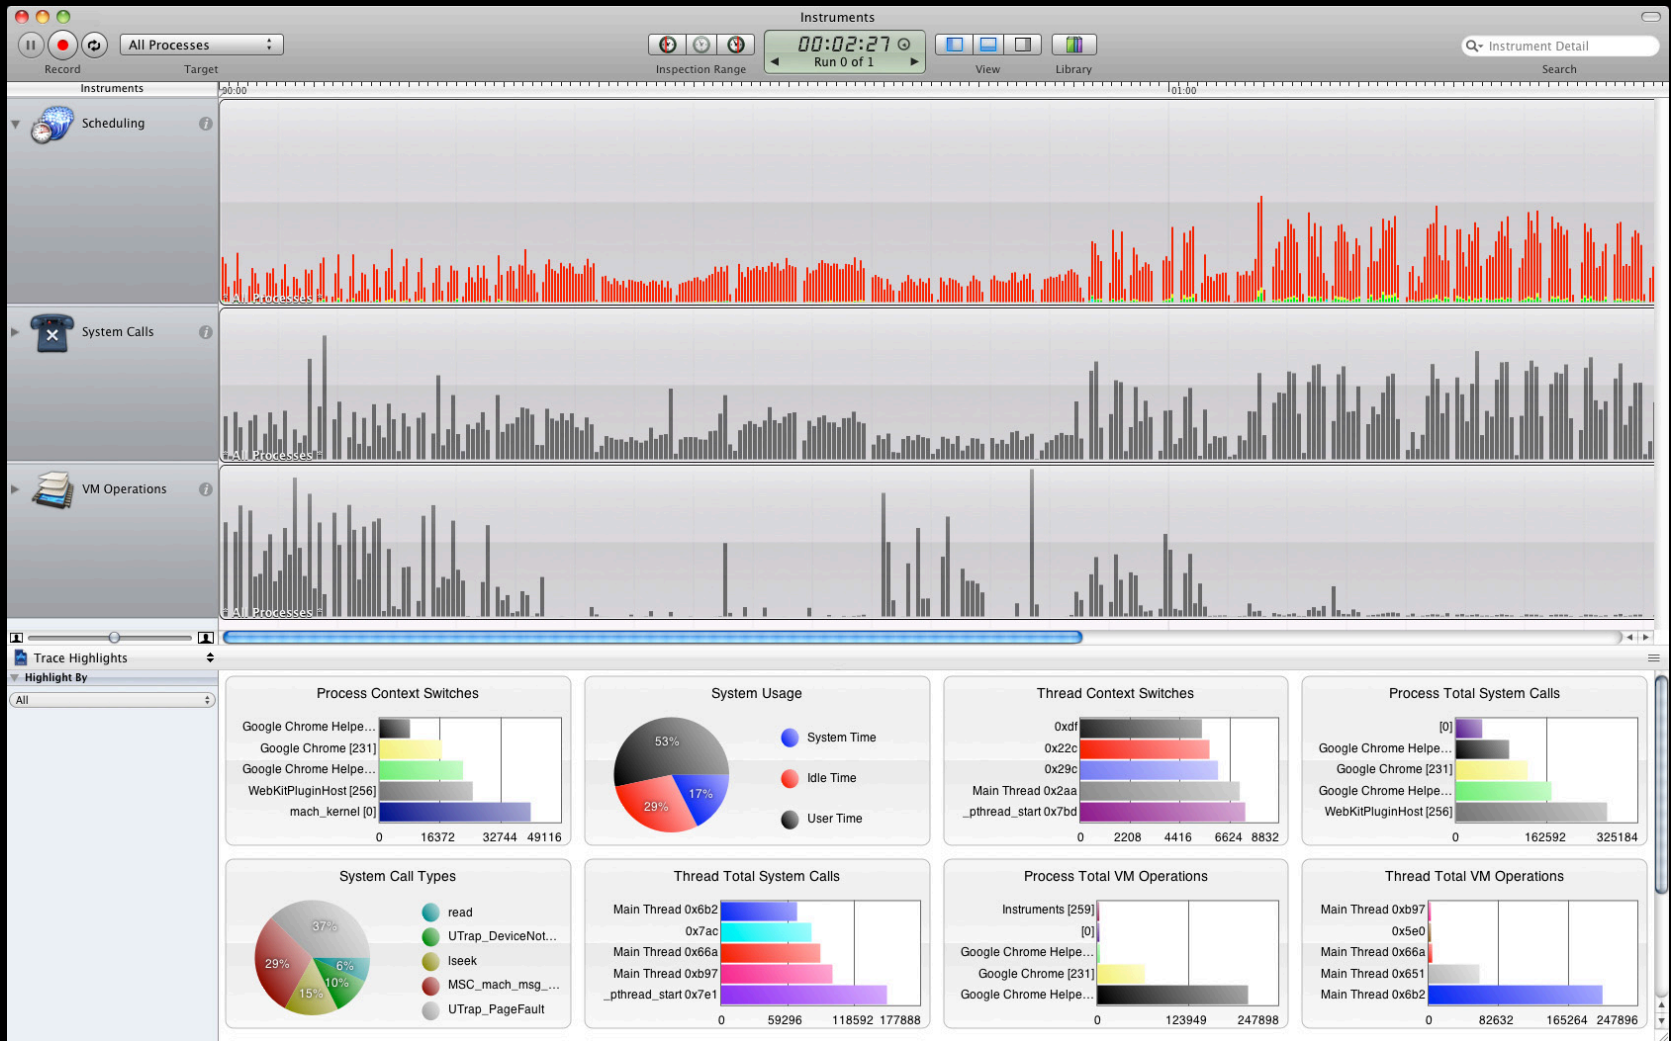 Instruments
All Processes
00:02:27
Run 0 of 1
Instrument Detail
Record
Target
Inspection Range
View
Library
Search
Instruments
00:00
01:00
Scheduling
All Processes
System Calls
All Processes
VM Operations
All Processes
Trace Highlights
Highlight By
All
Process Context Switches
Google Chrome Helpe...
Google Chrome [231]
Google Chrome Helpe...
WebKitPluginHost [256]
mach_kernel [0]
0 16372 32744 49116
System Usage
53%
29%
17%
System Time
Idle Time
User Time
Thread Context Switches
0xdf
0x22c
0x29c
Main Thread 0x2aa
_pthread_start 0x7bd
0 2208 4416 6624 8832
Process Total System Calls
[0]
Google Chrome Helpe...
Google Chrome [231]
Google Chrome Helpe...
WebKitPluginHost [256]
0 162592 325184
System Call Types
37%
29%
6%
10%
15%
read
UTrap_DeviceNot...
lseek
MSC_mach_msg_...
UTrap_PageFault
Thread Total System Calls
Main Thread 0x6b2
0x7ac
Main Thread 0x66a
Main Thread 0xb97
_pthread_start 0x7e1
0 59296 118592 177888
Process Total VM Operations
Instruments [259]
[0]
Google Chrome Helpe...
Google Chrome [231]
Google Chrome Helpe...
0 123949 247898
Thread Total VM Operations
Main Thread 0xb97
0x5e0
Main Thread 0x66a
Main Thread 0x651
Main Thread 0x6b2
0 82632 165264 247896